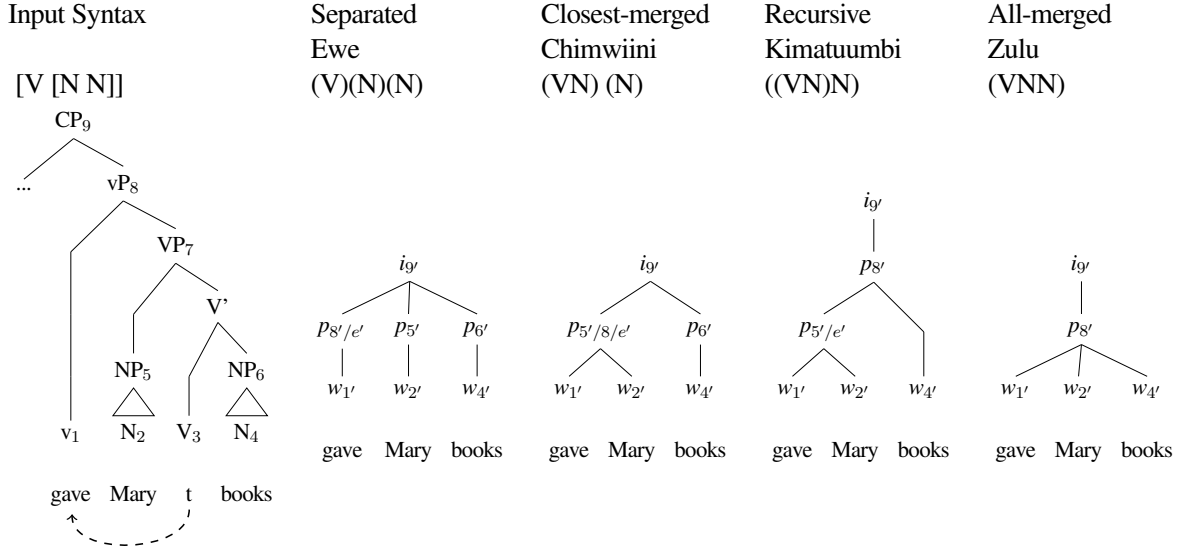 Input Syntax Separated Closest-merged Recursive All-merged
Ewe Chimwiini Kimatuumbi Zulu
[V [N N]] (V)(N)(N) (VN) (N) ((VN)N) (VNN)
CP9
... vP8
i9′
VP7
i9′ i9′ p8′ i9′
V'
p8′/e′ p5′ p6′ p5′/8/e′ p6′ p5′/e′ p8′
NP5 NP6
w1′ w2′ w4′ w1′ w2′ w4′ w1′ w2′ w4′ w1′ w2′ w4′
v1 N2 V3 N4
gave Mary books gave Mary books gave Mary books gave Mary books
gave Mary t books